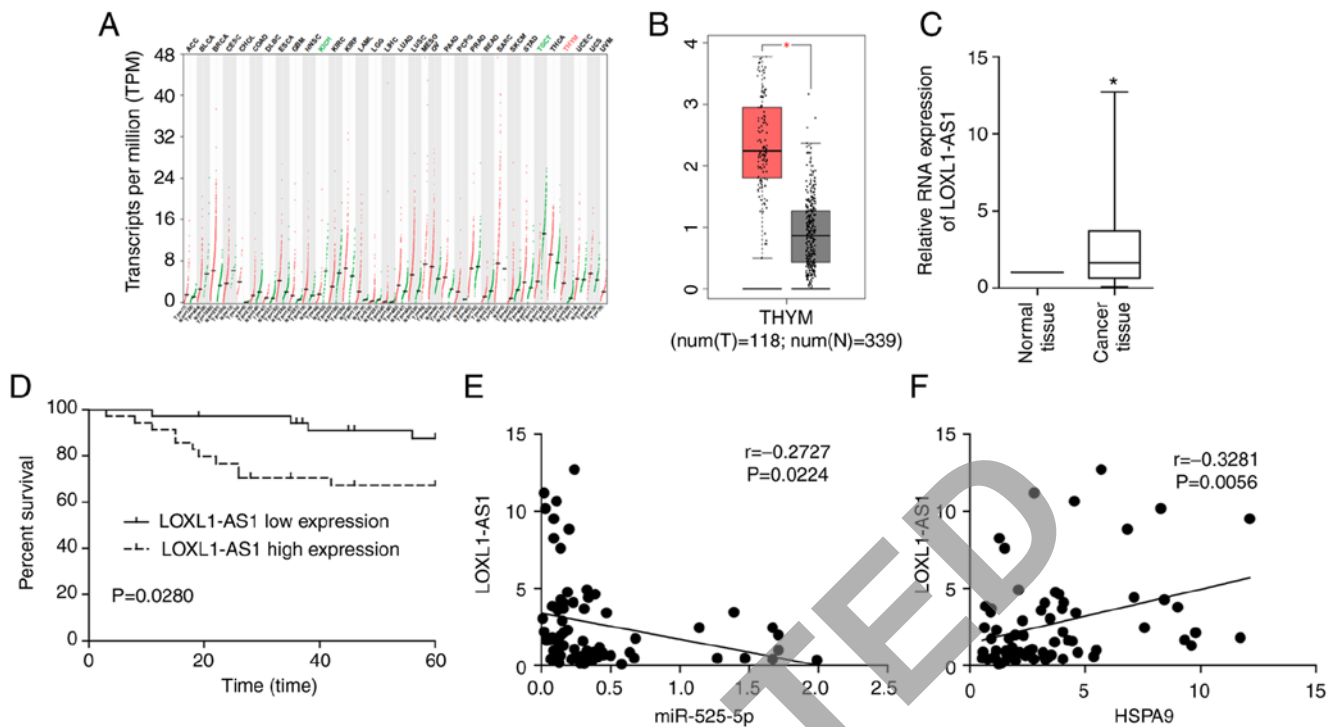 A
ACC
BLCA
BRCA
CESC
CHOL
COAD
DLBC
ESCA
GBM
HNSC
KICH
KIRC
KIRP
LAML
LGG
LIHC
LUAD
LUSC
MESO
OV
PAAD
PCPG
PRAD
READ
SARC
SKCM
STAD
TGCT
THCA
THYM
UCEC
UCS
UVM
Transcripts per million (TPM)
48
40
32
24
16
8
0
B
*
4
3
2
1
0
THYM
(num(T)=118; num(N)=339)
C
Relative RNA expression
of LOXL1-AS1
15
10
5
0
*
Normal
tissue
Cancer
tissue
D
Percent survival
100
80
60
40
20
0
LOXL1-AS1 low expression
LOXL1-AS1 high expression
P=0.0280
0
20
40
60
Time (time)
E
LOXL1-AS1
15
10
5
0
r=−0.2727
P=0.0224
0.0
0.5
1.0
1.5
2.0
2.5
miR-525-5p
F
LOXL1-AS1
15
10
5
0
r=−0.3281
P=0.0056
0
5
10
15
HSPA9
TED